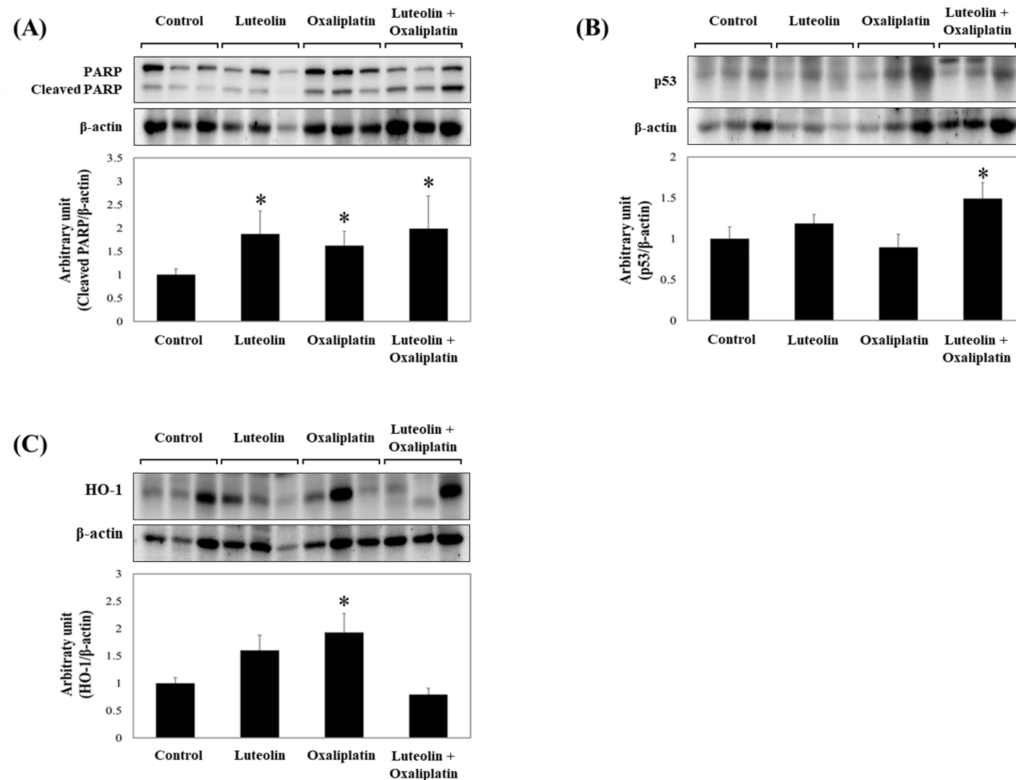 (A)
Control Luteolin Oxaliplatin Luteolin +
Oxaliplatin
PARP
Cleaved PARP
β-actin
Arbitrary unit
(Cleaved PARP/β-actin)
3.5
3
2.5
2
1.5
1
0.5
0
* * *
Control Luteolin Oxaliplatin Luteolin +
Oxaliplatin
(B)
Control Luteolin Oxaliplatin Luteolin +
Oxaliplatin
p53
β-actin
Arbitrary unit
(p53/β-actin)
2
1.5
1
0.5
0
*
Control Luteolin Oxaliplatin Luteolin +
Oxaliplatin
(C)
Control Luteolin Oxaliplatin Luteolin +
Oxaliplatin
HO-1
β-actin
Arbitraty unit
(HO-1/β-actin)
3
2.5
2
1.5
1
0.5
0
*
Control Luteolin Oxaliplatin Luteolin +
Oxaliplatin